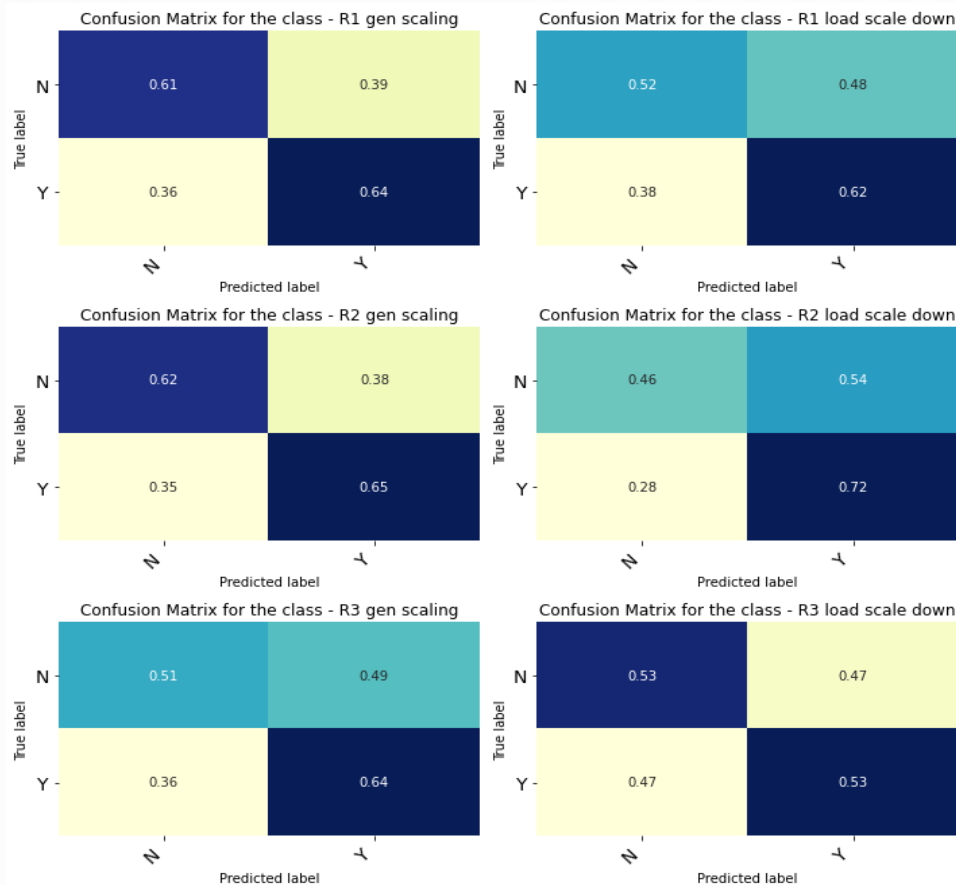 Confusion Matrix for the class - R1 gen scaling
N
0.61
0.39
True label
Y
0.36
0.64
N
Y
Predicted label
Confusion Matrix for the class - R1 load scale down
N
0.52
0.48
True label
Y
0.38
0.62
N
Y
Predicted label
Confusion Matrix for the class - R2 gen scaling
N
0.62
0.38
True label
Y
0.35
0.65
N
Y
Predicted label
Confusion Matrix for the class - R2 load scale down
N
0.46
0.54
True label
Y
0.28
0.72
N
Y
Predicted label
Confusion Matrix for the class - R3 gen scaling
N
0.51
0.49
True label
Y
0.36
0.64
N
Y
Predicted label
Confusion Matrix for the class - R3 load scale down
N
0.53
0.47
True label
Y
0.47
0.53
N
Y
Predicted label